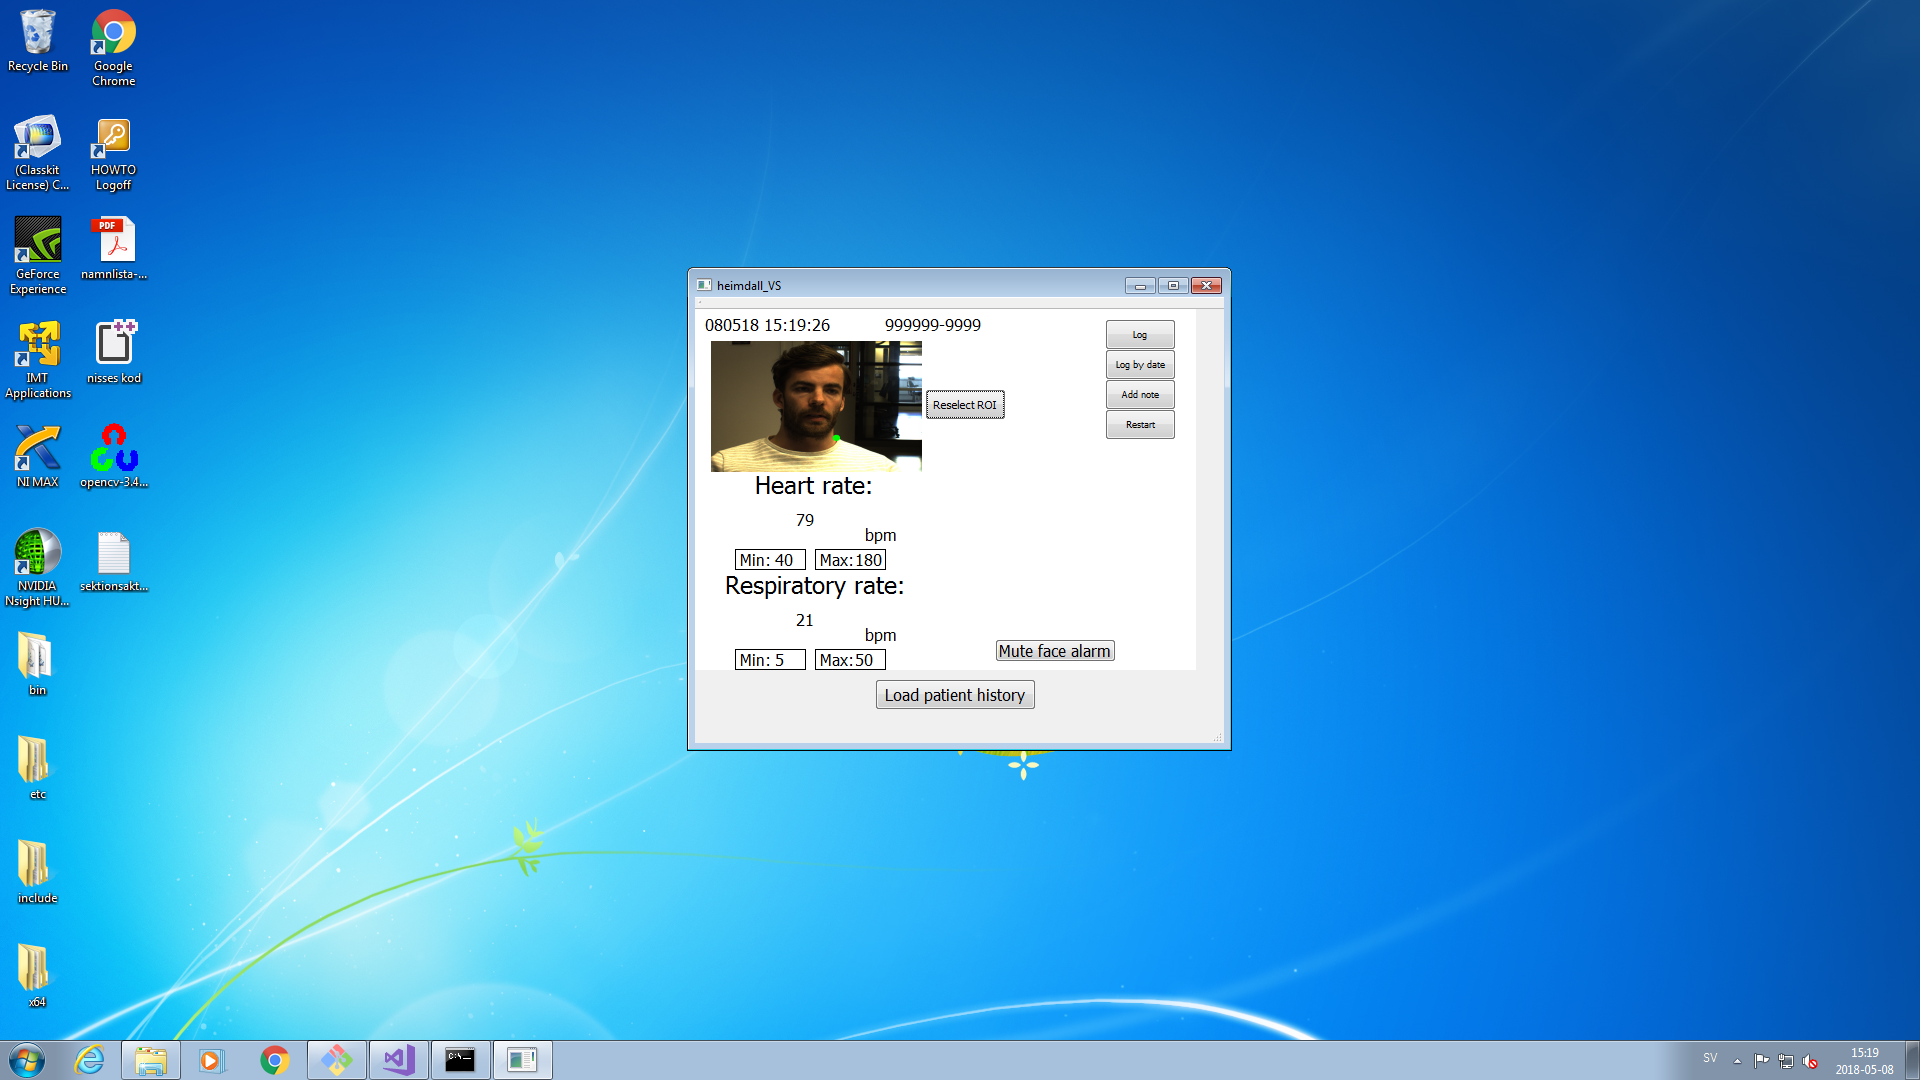 Recycle Bin
Google
Chrome
(Classkit
License) C...
HOWTO
Logoff
GeForce
Experience
PDF
namnlista-...
IMT
Applications
nisses kod
NI MAX
opencv-3.4...
NVIDIA
Nsight HU...
sektionsakt...
bin
etc
include
x64
heimdall_VS
080518 15:19:26
999999-9999
Reselect ROI
Log
Log by date
Add note
Restart
Heart rate:
79
bpm
Min: 40
Max:180
Respiratory rate:
21
bpm
Min: 5
Max:50
Mute face alarm
Load patient history
C:\_
SV
15:19
2018-05-08